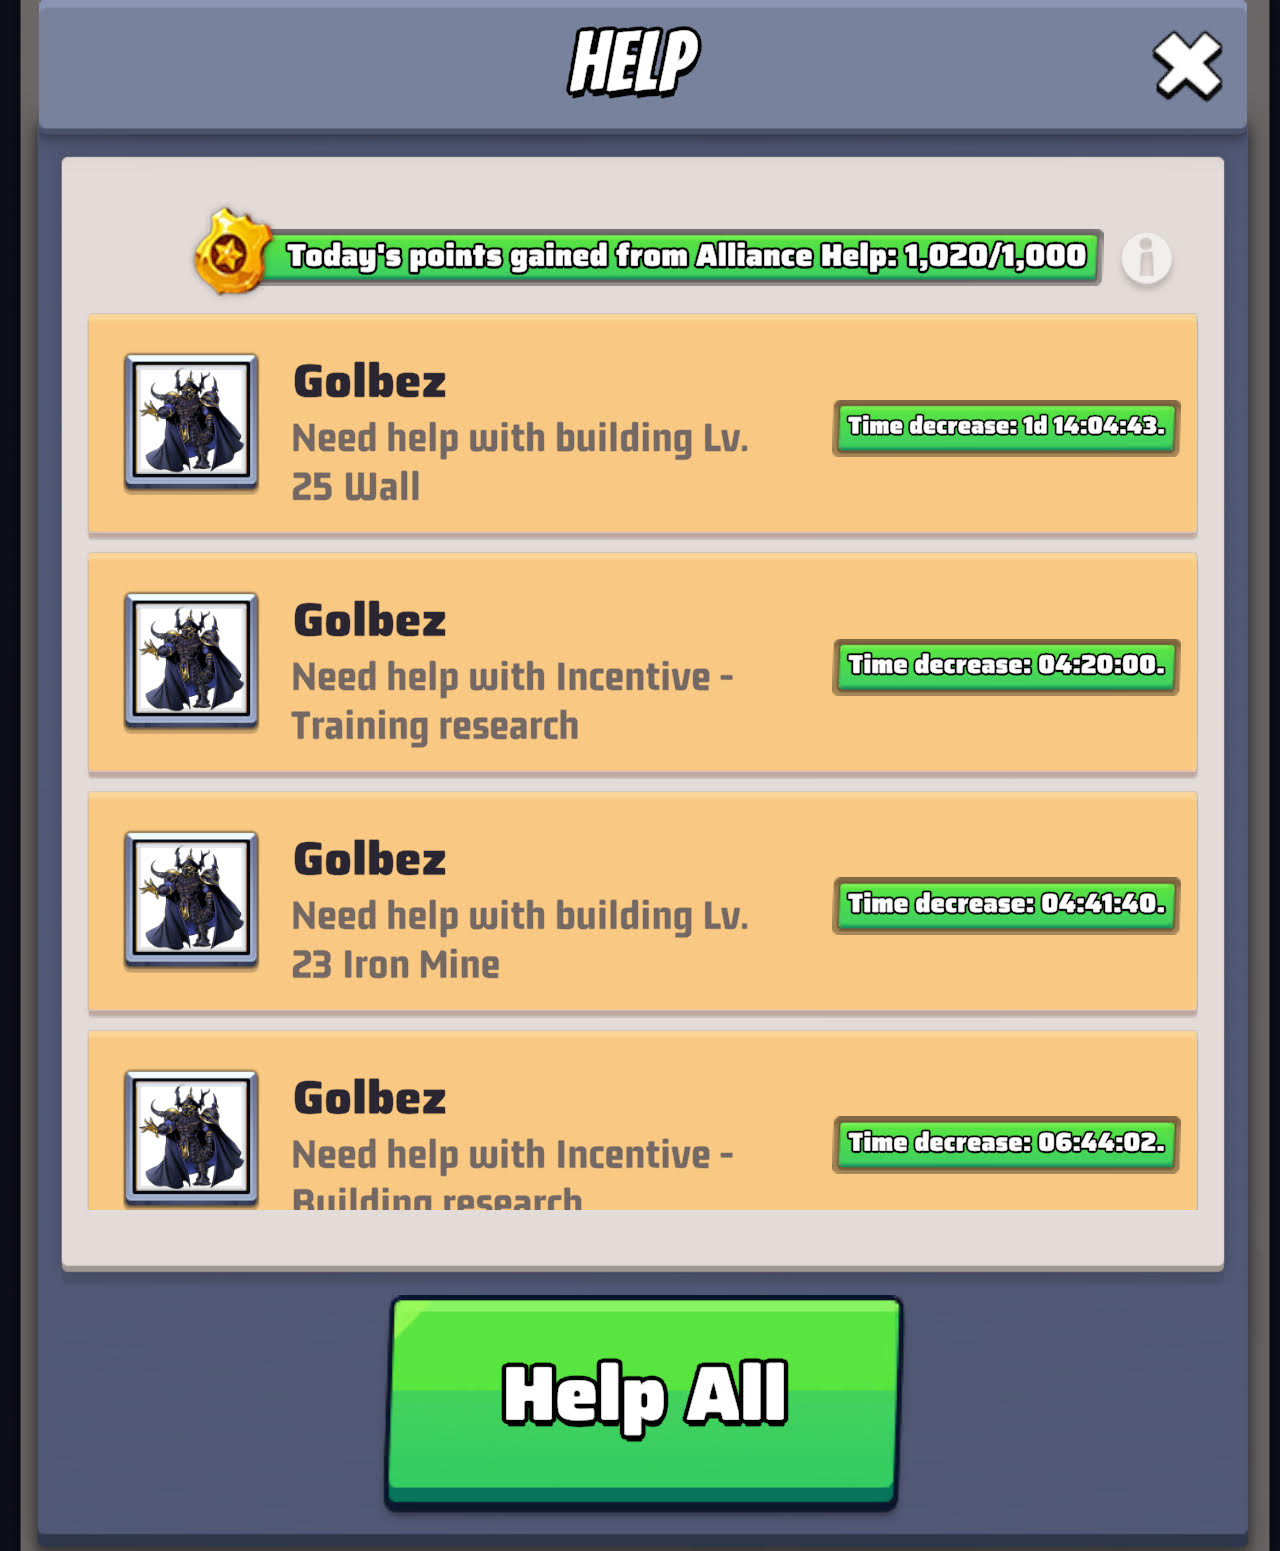 HELP
Today's points gained from Alliance Help: 1,020/1,000
Golbez
Need help with building Lv.
25 Wall
Time decrease: 1d 14:04:43.
Golbez
Need help with Incentive -
Training research
Time decrease: 04:20:00.
Golbez
Need help with building Lv.
23 Iron Mine
Time decrease: 04:41:40.
Golbez
Need help with Incentive -
Building research
Time decrease: 06:44:02.
Help All